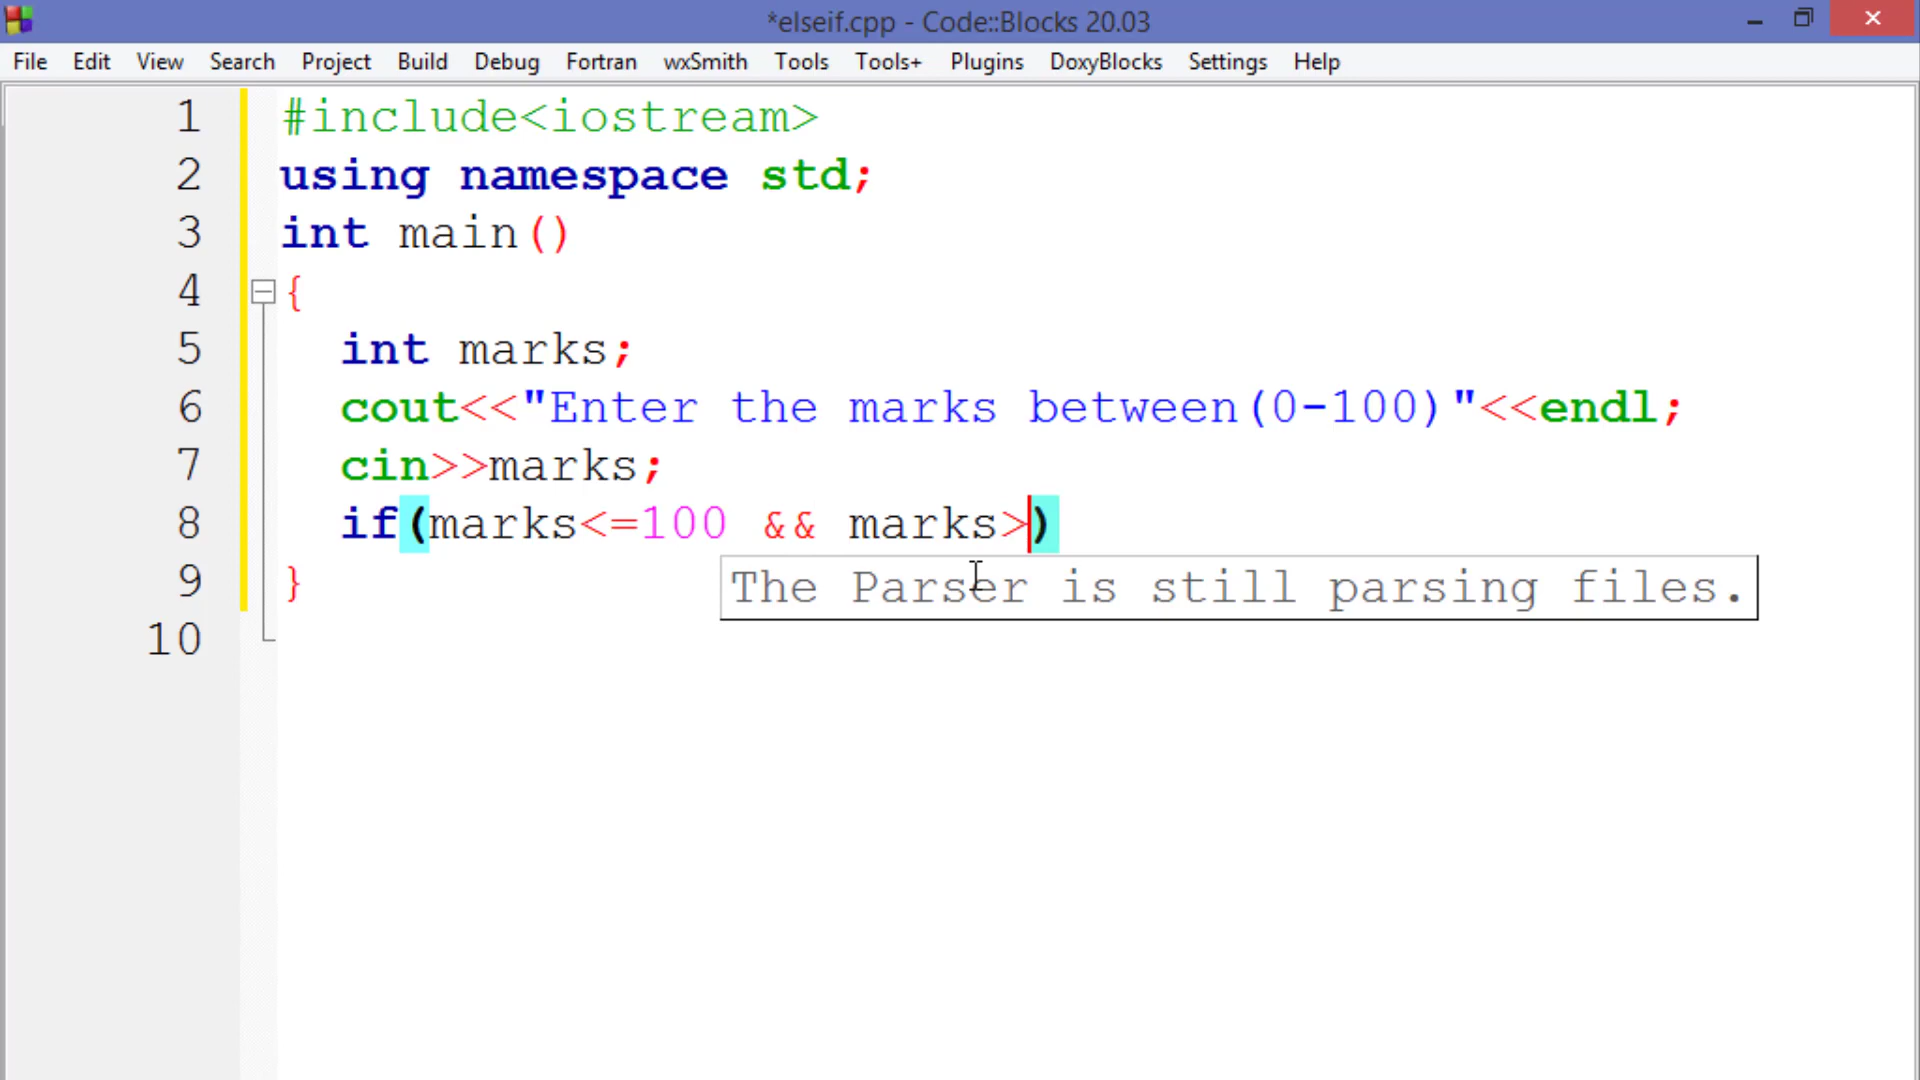 *elseif.cpp - Code::Blocks 20.03
File Edit View Search Project Build Debug Fortran wxSmith Tools Tools+ Plugins DoxyBlocks Settings Help
1 #include<iostream>
2 using namespace std;
3 int main()
4 {
5 int marks;
6 cout<<"Enter the marks between(0-100)"<<endl;
7 cin>>marks;
8 if(marks<=100 && marks>)
9 }
The Parser is still parsing files.
10